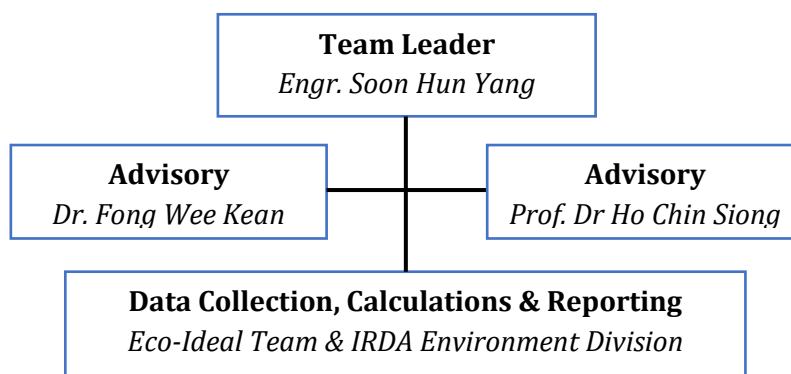 Team Leader
Engr. Soon Hun Yang
Advisory
Dr. Fong Wee Kean
Advisory
Prof. Dr Ho Chin Siong
Data Collection, Calculations & Reporting
Eco-Ideal Team & IRDA Environment Division